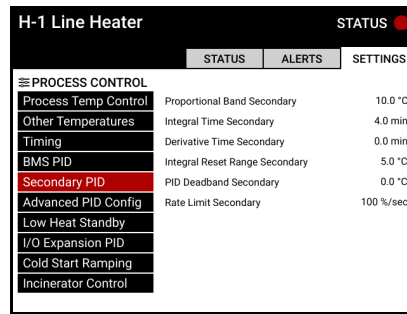 H-1 Line Heater STATUS
STATUS ALERTS SETTINGS
PROCESS CONTROL
Process Temp Control Proportional Band Secondary 10.0 °C
Other Temperatures Integral Time Secondary 4.0 min
Timing Derivative Time Secondary 0.0 min
BMS PID Integral Reset Range Secondary 5.0 °C
Secondary PID PID Deadband Secondary 0.0 °C
Advanced PID Config Rate Limit Secondary 100 %/sec
Low Heat Standby
I/O Expansion PID
Cold Start Ramping
Incinerator Control